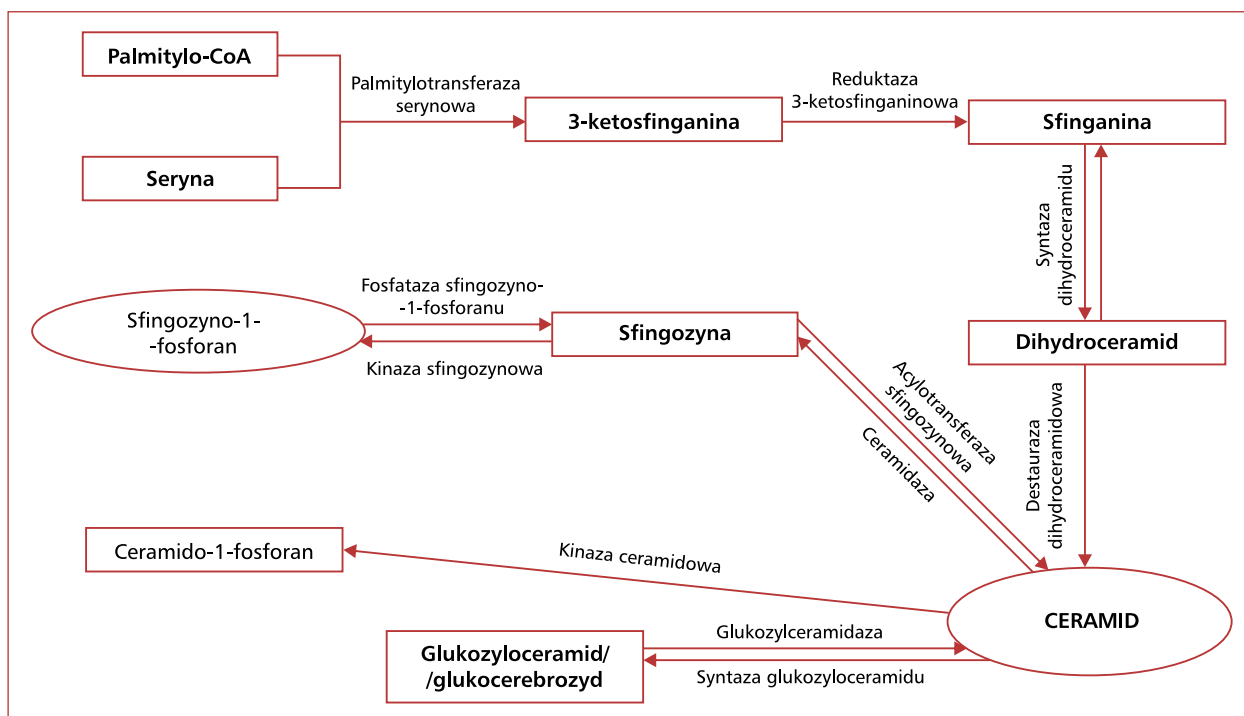 Palmitylo-CoA
Palmitylotransferaza
serynowa
Reduktaza
3-ketosfinganinowa
3-ketosfinganina
Sfinganina
Seryna
Syntaza
dihydroceramidu
Fosfataza sfingozyno-
-1-fosforanu
Sfingozyno-1-
-fosforan
Sfingozyna
Dihydroceramid
Kinaza sfingozynowa
Acylotransferaza
sfingozynowa
Ceramidaza
Destauraza
dihydroceramidowa
Ceramido-1-fosforan
Kinaza ceramidowa
CERAMID
Glukozyloceramid/
/glukocerebrozyd
Glukozylceramidaza
Syntaza glukozyloceramidu